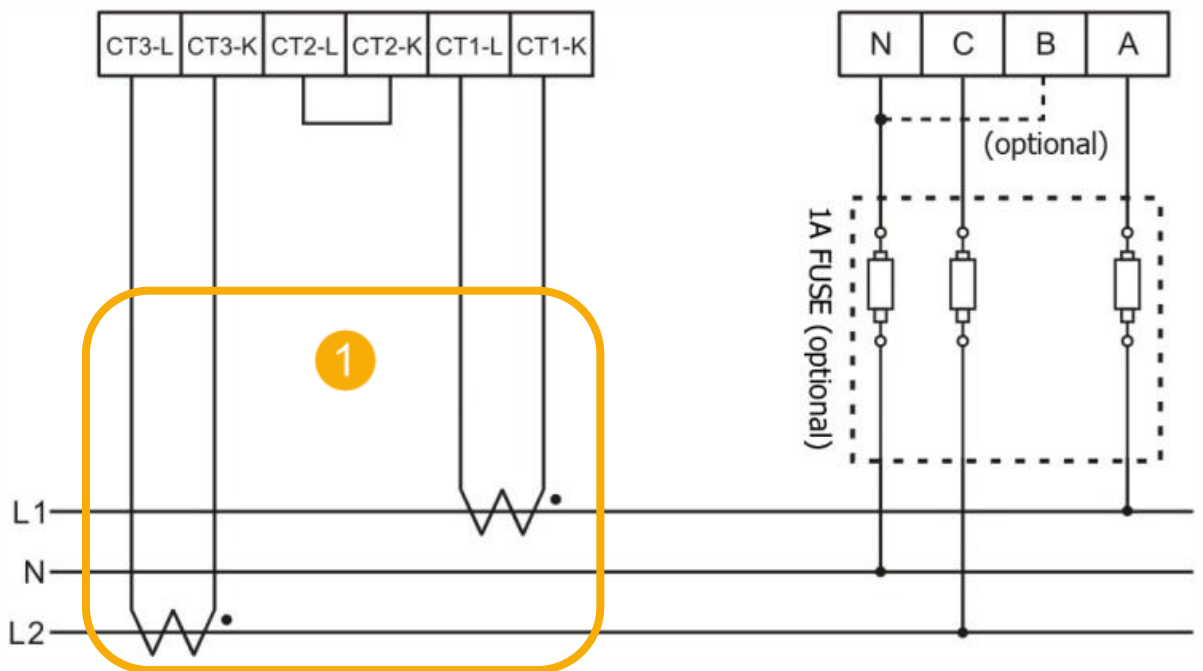 CT3-L CT3-K CT2-L CT2-K CT1-L CT1-K
N C B A
(optional)
1A FUSE (optional)
1
L1
N
L2